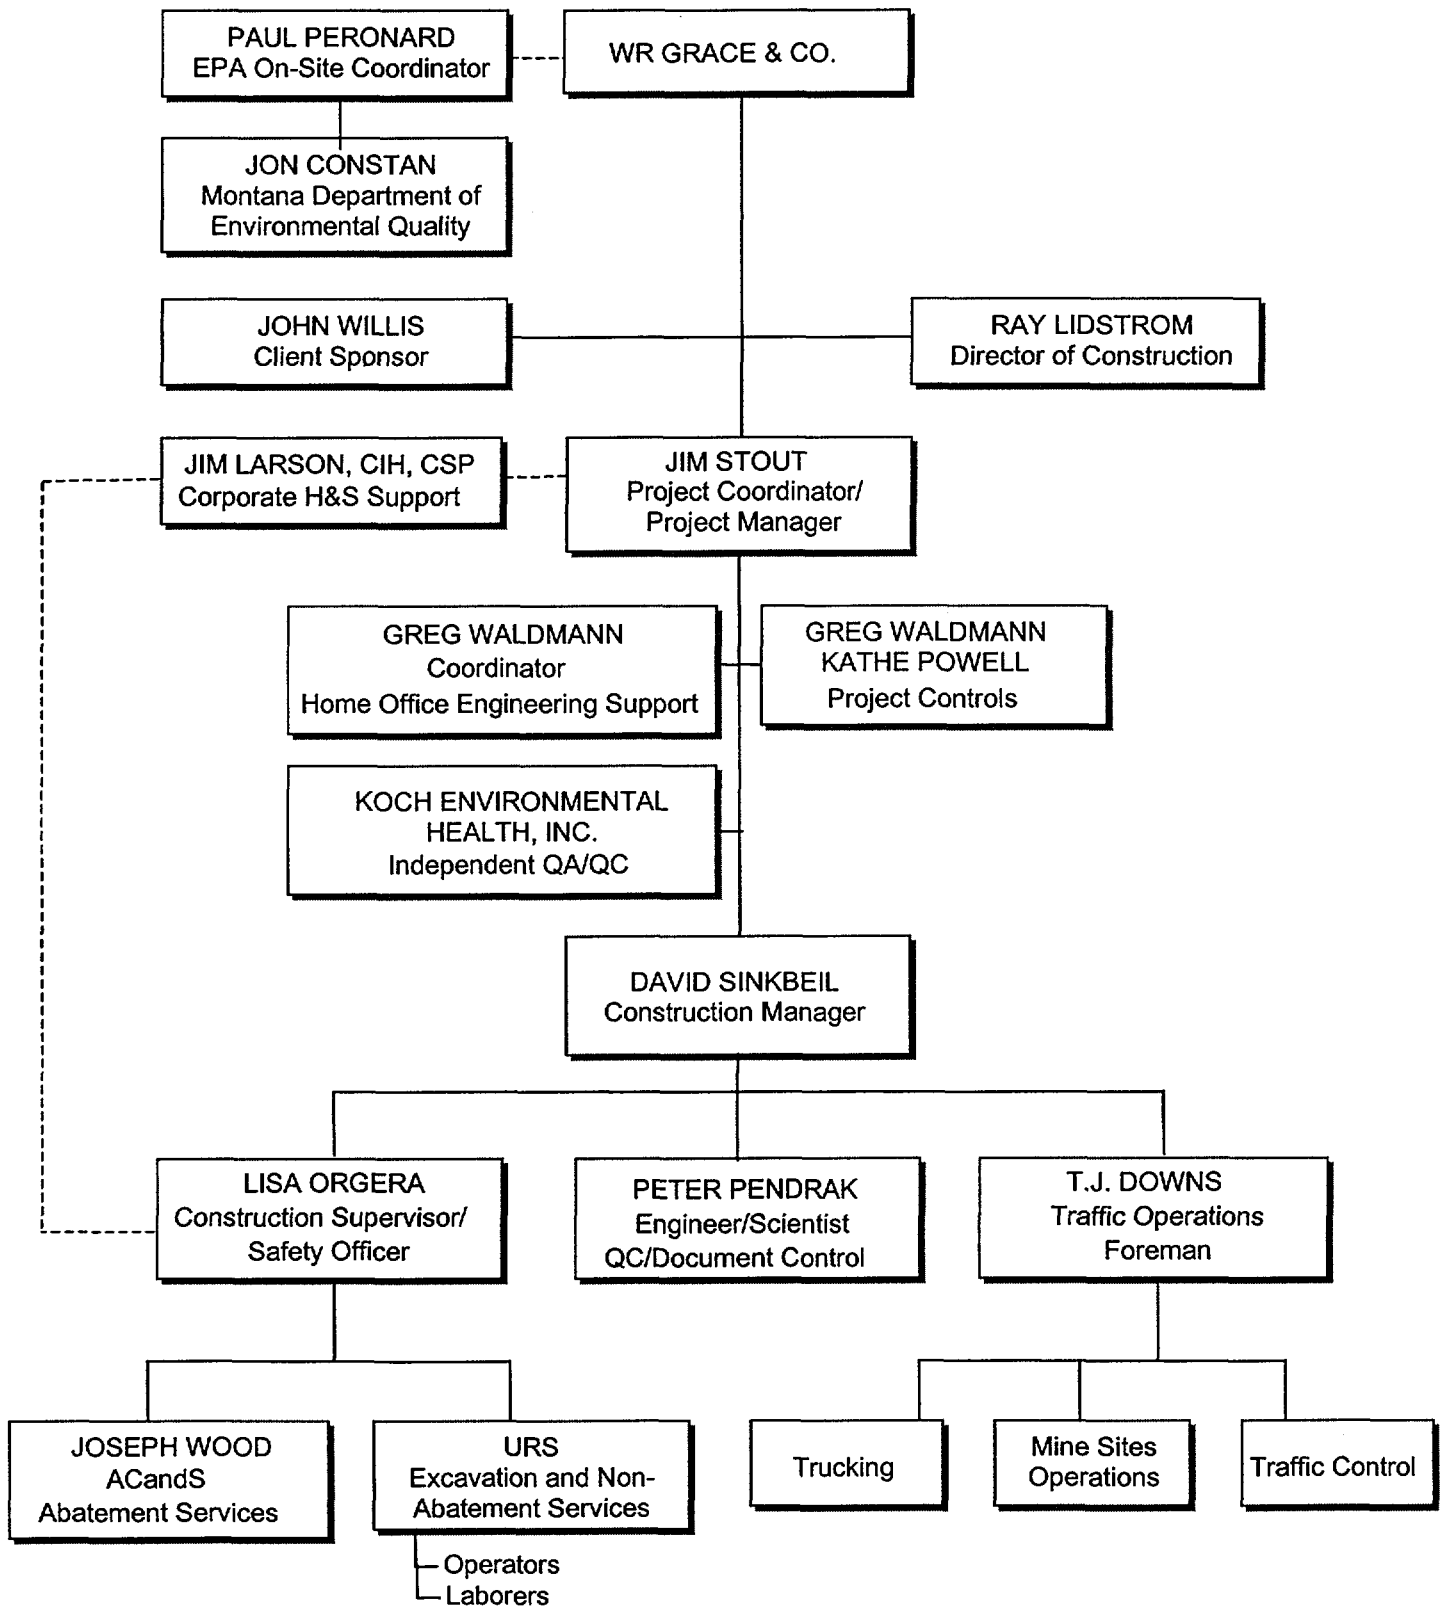 PAUL PERONARD
EPA On-Site Coordinator
WR GRACE & CO.
JON CONSTAN
Montana Department of
Environmental Quality
JOHN WILLIS
Client Sponsor
RAY LIDSTROM
Director of Construction
JIM LARSON, CIH, CSP
Corporate H&S Support
JIM STOUT
Project Coordinator/
Project Manager
GREG WALDMANN
Coordinator
Home Office Engineering Support
GREG WALDMANN
KATHE POWELL
Project Controls
KOCH ENVIRONMENTAL
HEALTH, INC.
Independent QA/QC
DAVID SINKBEIL
Construction Manager
LISA ORGERA
Construction Supervisor/
Safety Officer
PETER PENDRAK
Engineer/Scientist
QC/Document Control
T.J. DOWNS
Traffic Operations
Foreman
JOSEPH WOOD
ACandS
Abatement Services
URS
Excavation and Non-
Abatement Services
Operators
Laborers
Trucking
Mine Sites
Operations
Traffic Control